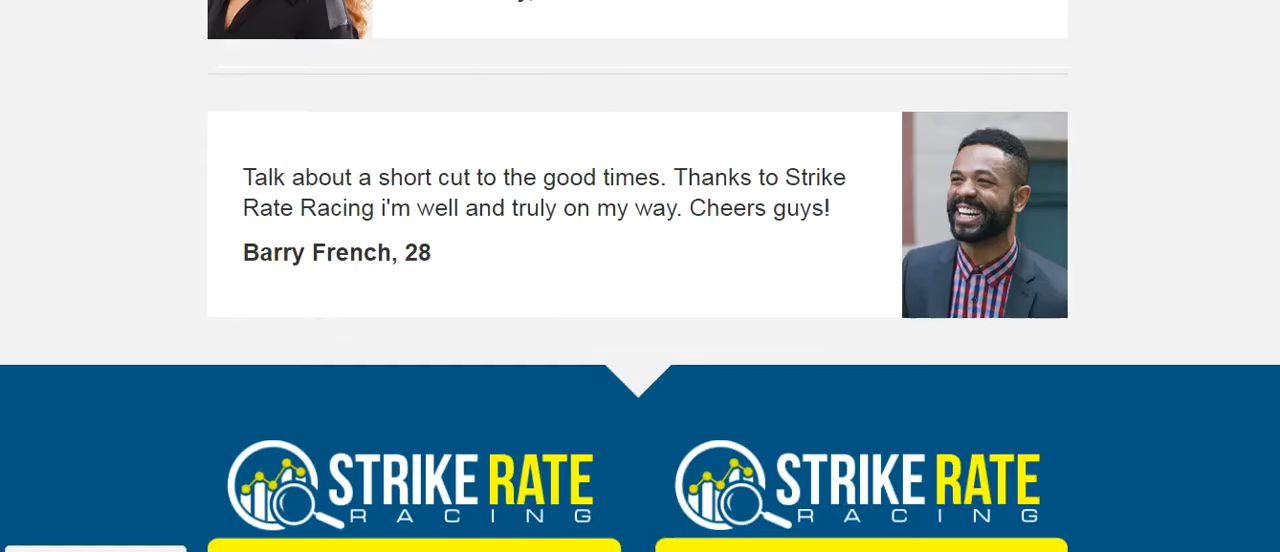 Talk about a short cut to the good times. Thanks to Strike
Rate Racing i'm well and truly on my way. Cheers guys!
Barry French, 28
STRIKE RATE
RACING
STRIKE RATE
RACING